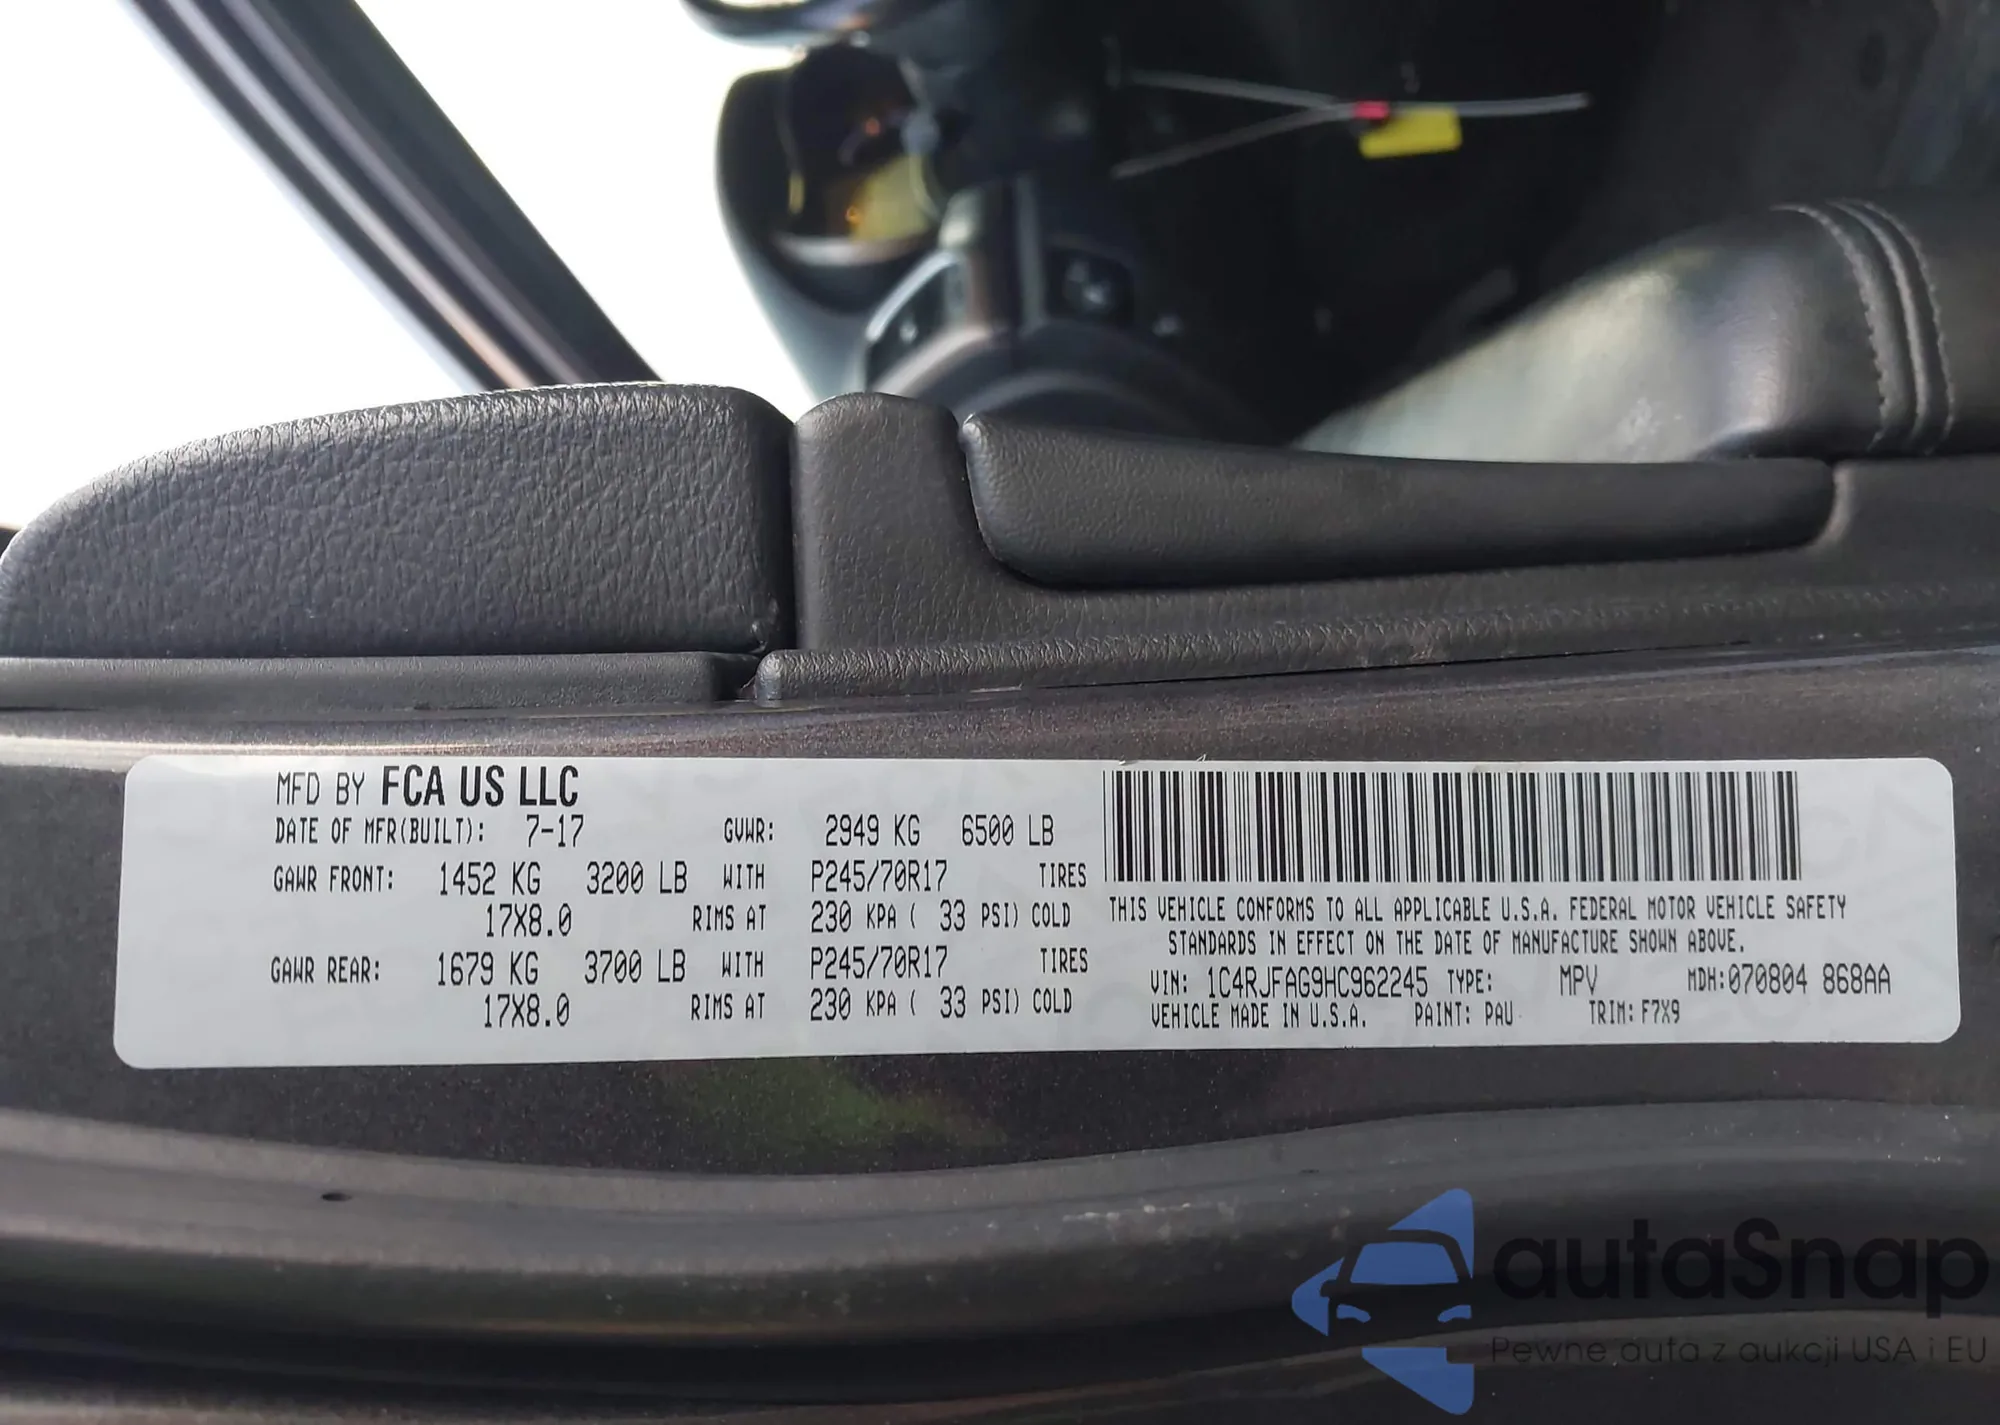 MFD BY FCA US LLC
DATE OF MFR(BUILT): 7-17 GVWR: 2949 KG 6500 LB
GAWR FRONT: 1452 KG 3200 LB WITH P245/70R17 TIRES
17X8.0 RIMS AT 230 KPA ( 33 PSI) COLD
GAWR REAR: 1679 KG 3700 LB WITH P245/70R17 TIRES
17X8.0 RIMS AT 230 KPA ( 33 PSI) COLD
THIS VEHICLE CONFORMS TO ALL APPLICABLE U.S.A. FEDERAL MOTOR VEHICLE SAFETY
STANDARDS IN EFFECT ON THE DATE OF MANUFACTURE SHOWN ABOVE.
VIN: 1C4RJFAG9HC962245 TYPE: MPV MDH:070804 868AA
VEHICLE MADE IN U.S.A. PAINT: PAU TRIM: F7X9
autaSnap
Pewne auta z aukcji USA i EU